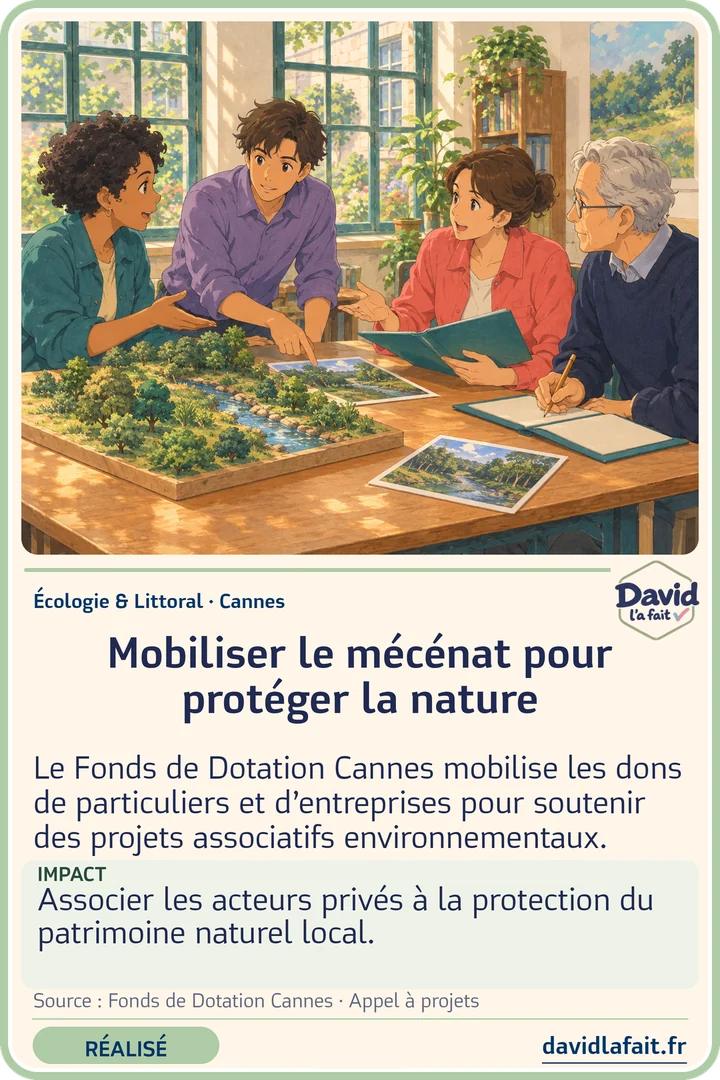 Écologie & Littoral · Cannes
David
l'a fait
Mobiliser le mécénat pour
protéger la nature
Le Fonds de Dotation Cannes mobilise les dons
de particuliers et d’entreprises pour soutenir
des projets associatifs environnementaux.
IMPACT
Associer les acteurs privés à la protection du
patrimoine naturel local.
Source : Fonds de Dotation Cannes · Appel à projets
RÉALISÉ
davidlafait.fr